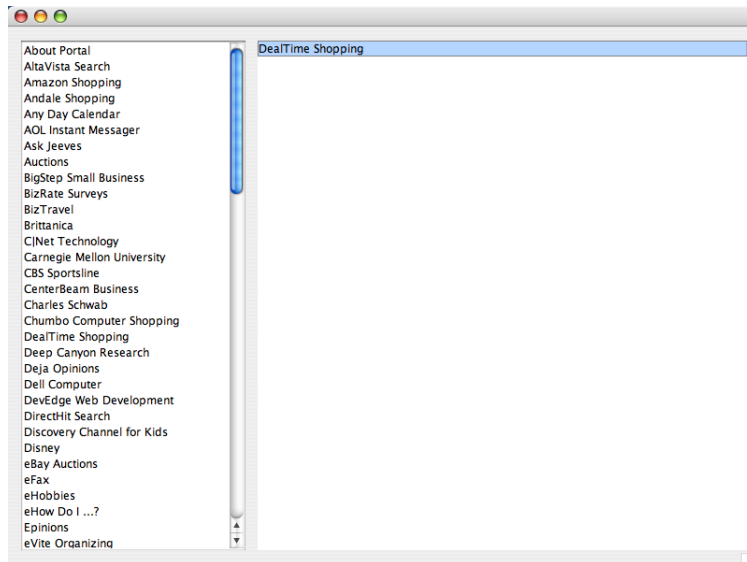 About Portal
AltaVista Search
Amazon Shopping
Andale Shopping
Any Day Calendar
AOL Instant Messager
Ask Jeeves
Auctions
BigStep Small Business
BizRate Surveys
BizTravel
Brittanica
C|Net Technology
Carnegie Mellon University
CBS Sportsline
CenterBeam Business
Charles Schwab
Chumbo Computer Shopping
DealTime Shopping
Deep Canyon Research
Deja Opinions
Dell Computer
DevEdge Web Development
DirectHit Search
Discovery Channel for Kids
Disney
eBay Auctions
eFax
eHobbies
eHow Do I ...?
Epinions
eVite Organizing
DealTime Shopping